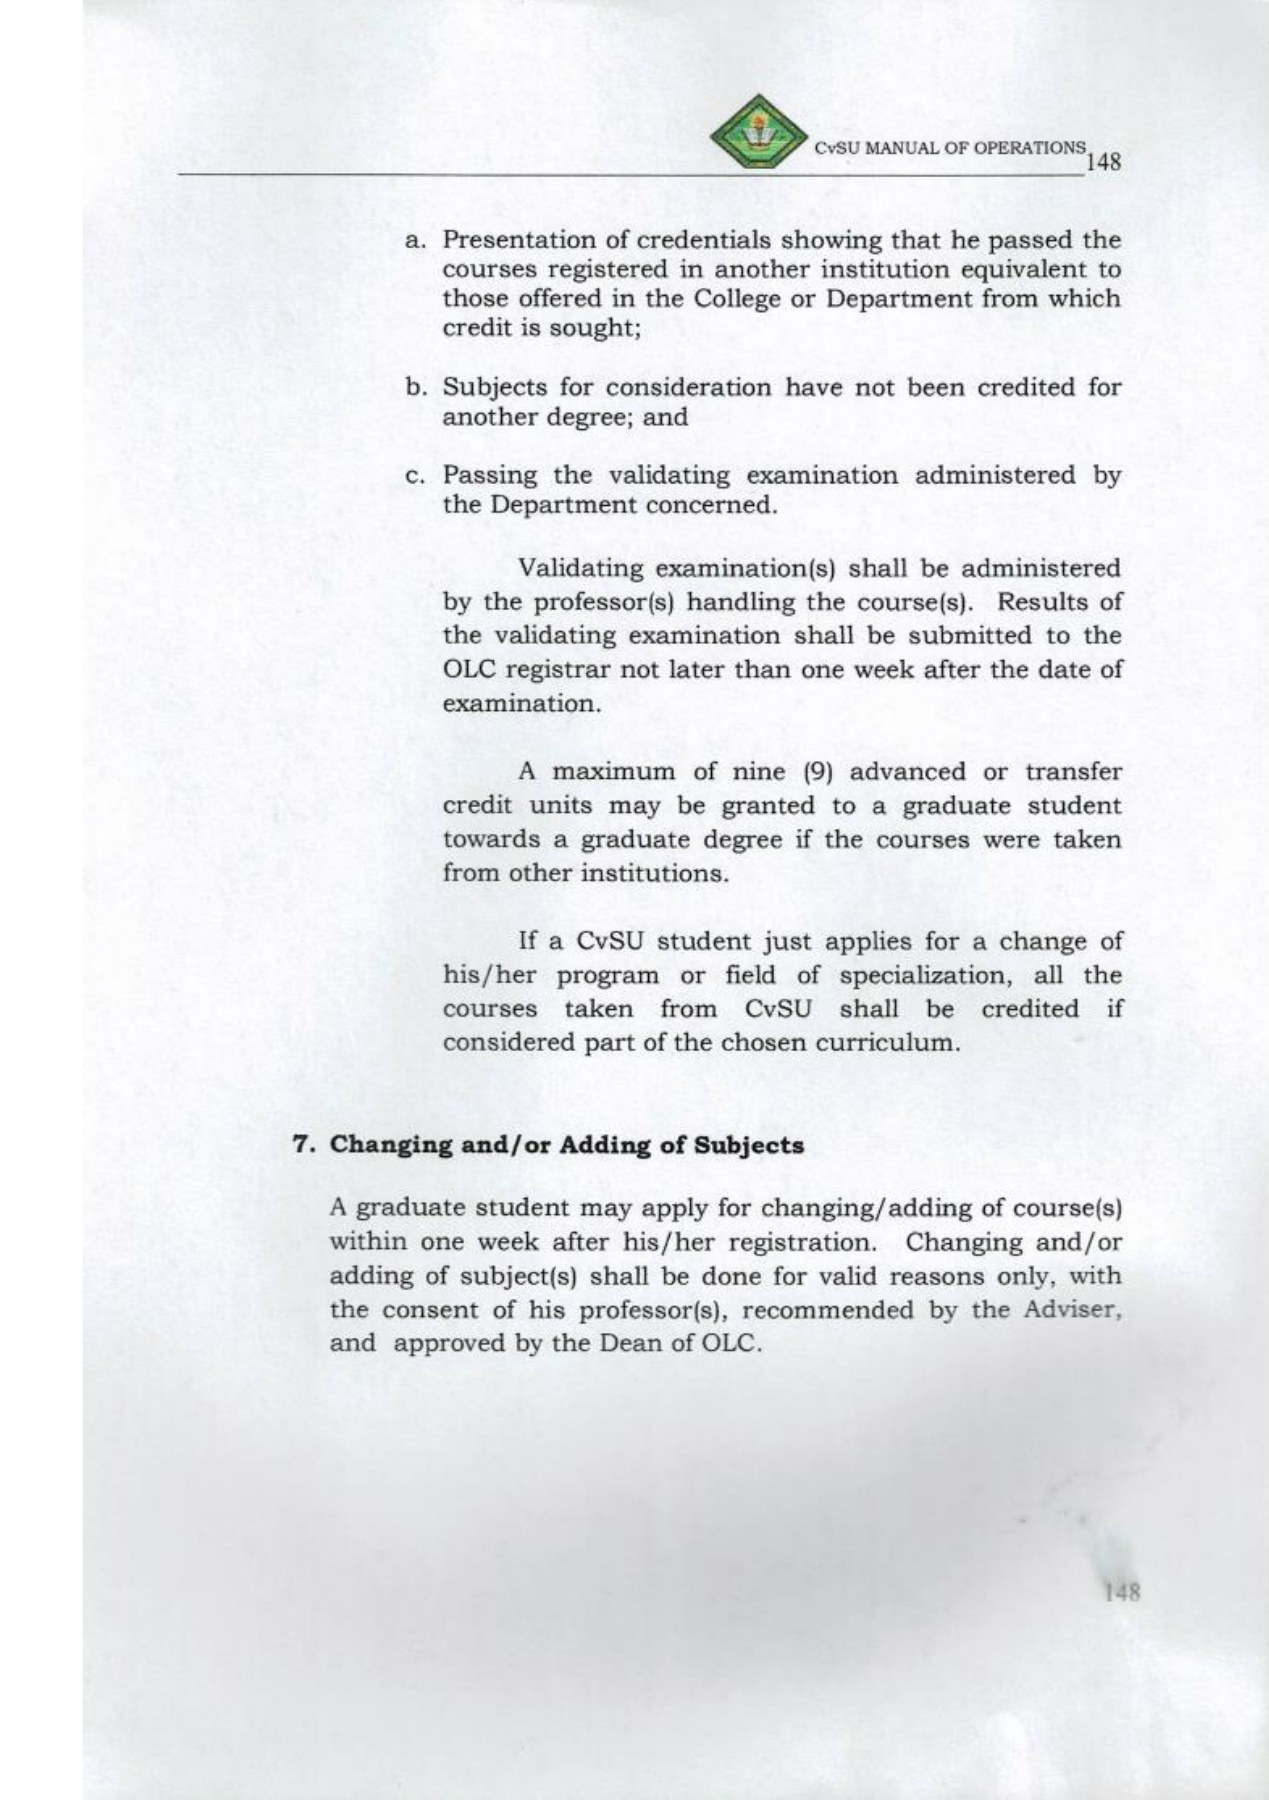 CvSU MANUAL OF OPERATIONS
148
a. Presentation of credentials showing that he passed the
courses registered in another institution equivalent to
those offered in the College or Department from which
credit is sought;
b. Subjects for consideration have not been credited for
another degree; and
c. Passing the validating examination administered by
the Department concerned.
Validating examination(s) shall be administered
by the professor(s) handling the course(s). Results of
the validating examination shall be submitted to the
OLC registrar not later than one week after the date of
examination.
A maximum of nine (9) advanced or transfer
credit units may be granted to a graduate student
towards a graduate degree if the courses were taken
from other institutions.
If a CvSU student just applies for a change of
his/her program or field of specialization, all the
courses taken from CvSU shall be credited if
considered part of the chosen curriculum.
7. Changing and/or Adding of Subjects
A graduate student may apply for changing/adding of course(s)
within one week after his/her registration. Changing and/or
adding of subject(s) shall be done for valid reasons only, with
the consent of his professor(s), recommended by the Adviser,
and approved by the Dean of OLC.
148